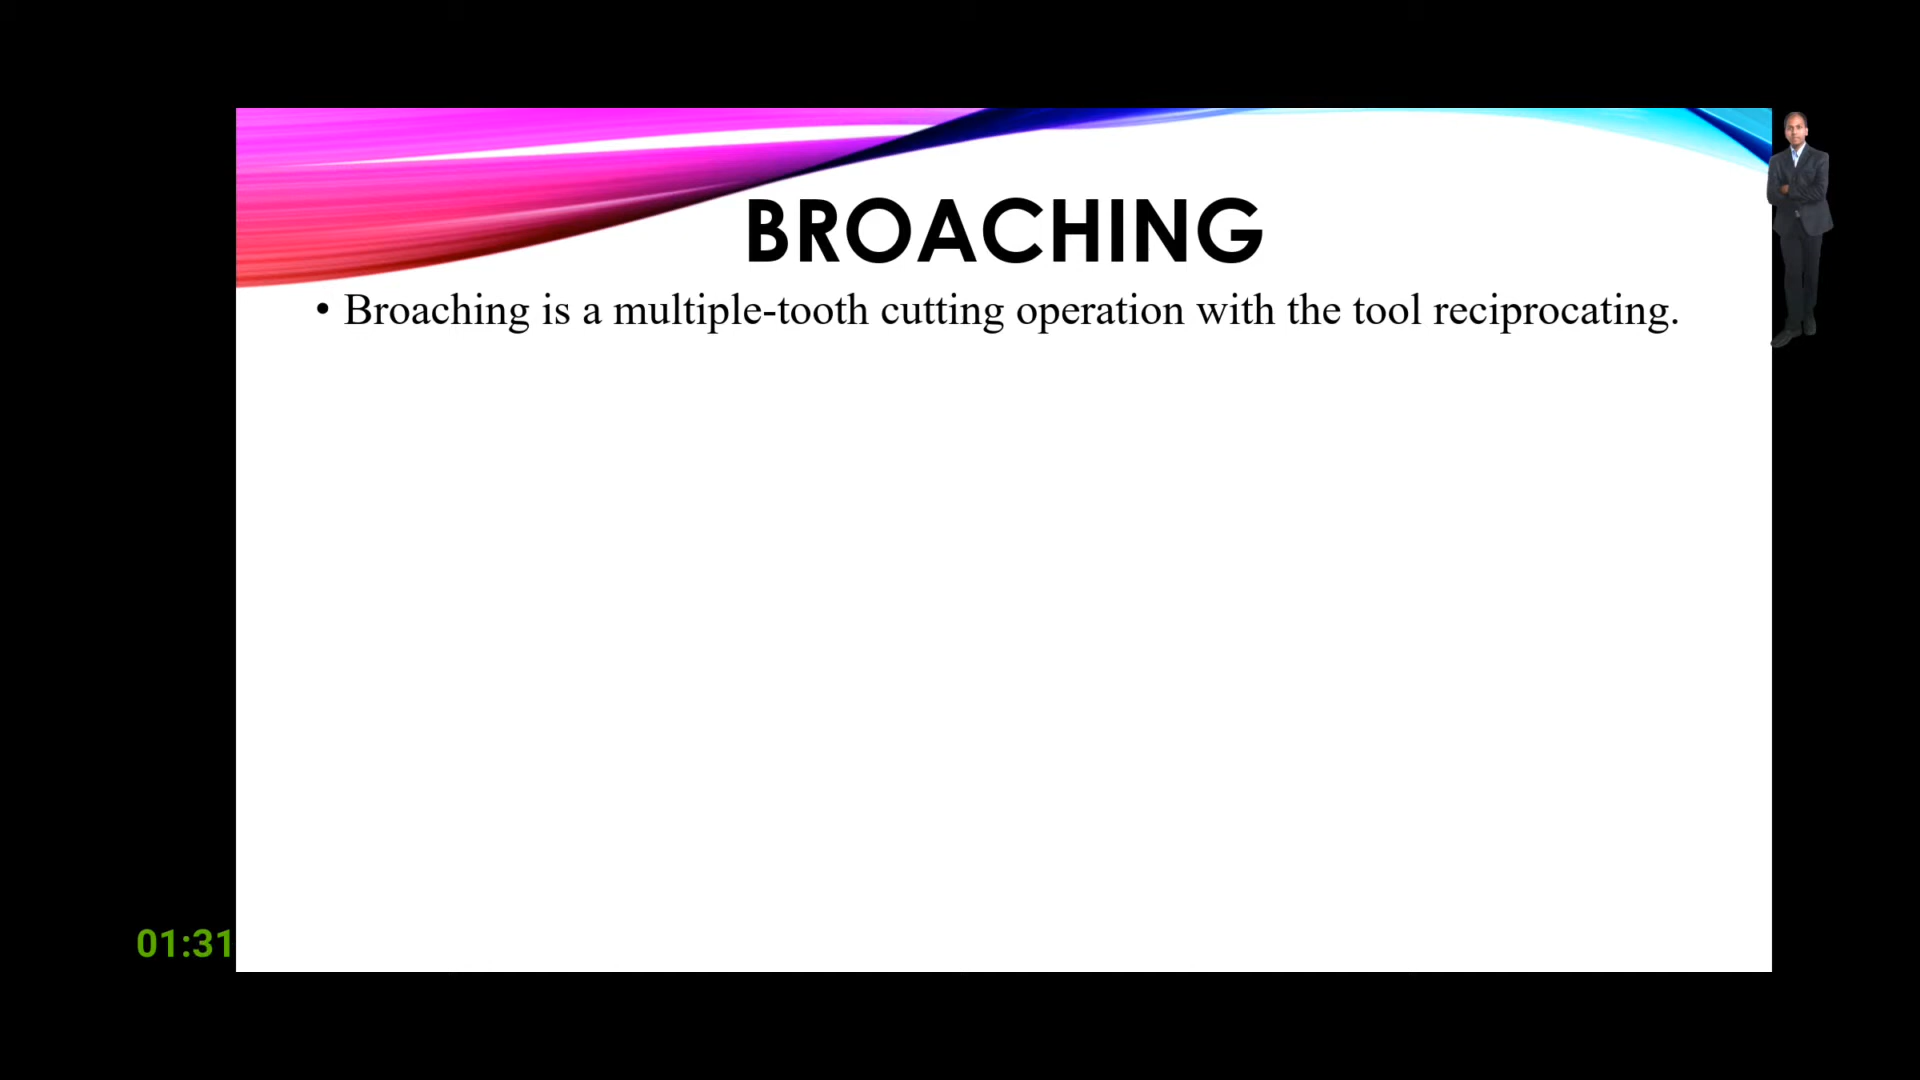 BROACHING
• Broaching is a multiple-tooth cutting operation with the tool reciprocating.
01:31